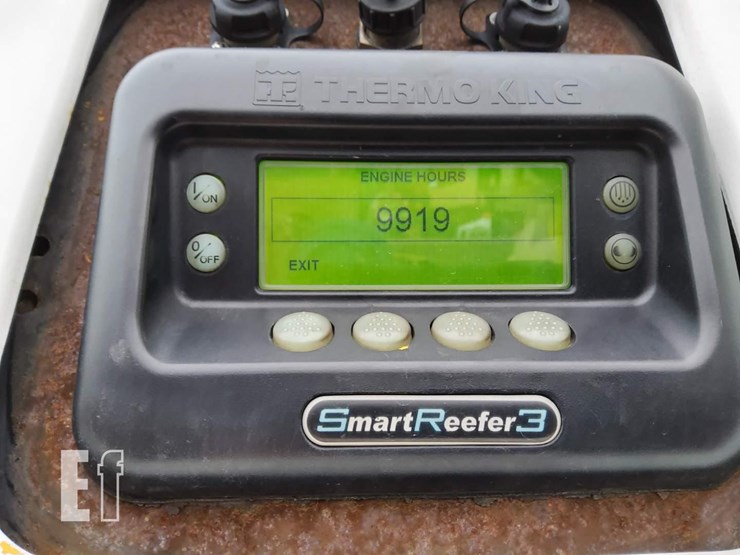 THERMO KING
ENGINE HOURS
I/ON
9919
O/OFF
EXIT
SmartReefer3
Ef